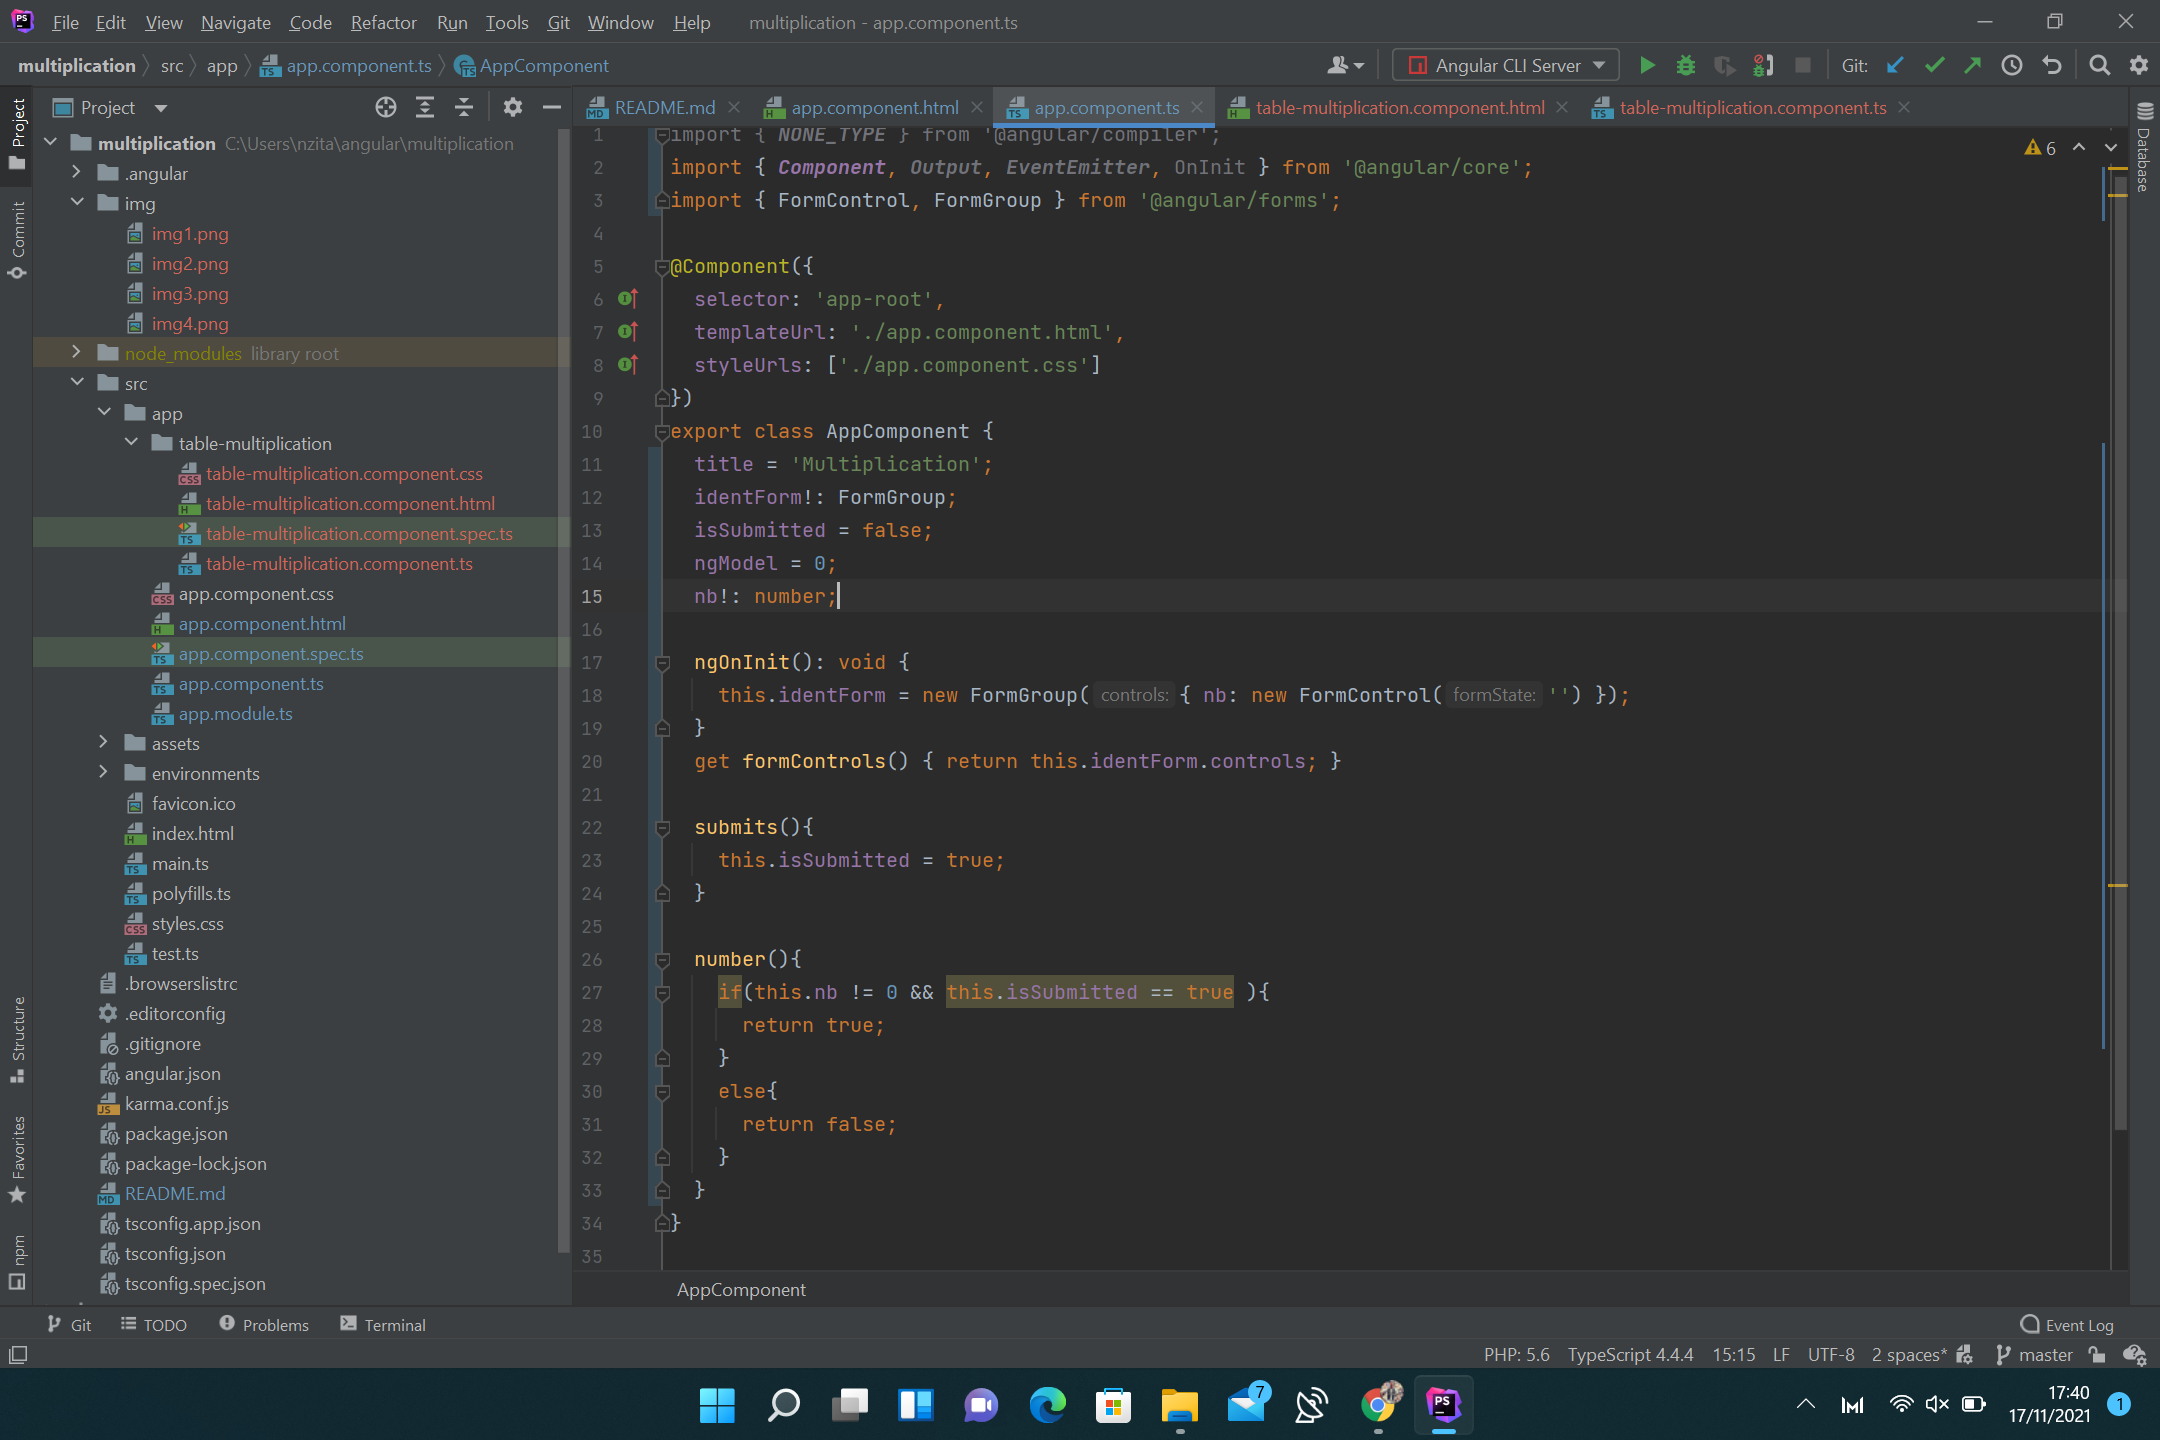 File Edit View Navigate Code Refactor Run Tools Git Window Help multiplication - app.component.ts
multiplication src app app.component.ts AppComponent Angular CLI Server Git:
Project
README.md app.component.html app.component.ts table-multiplication.component.html table-multiplication.component.ts
Project
Commit
Structure
Favorites
npm
Database
multiplication C:\Users\nzita\angular\multiplication
.angular
img
img1.png
img2.png
img3.png
img4.png
node_modules library root
src
app
table-multiplication
table-multiplication.component.css
table-multiplication.component.html
table-multiplication.component.spec.ts
table-multiplication.component.ts
app.component.css
app.component.html
app.component.spec.ts
app.component.ts
app.module.ts
assets
environments
favicon.ico
index.html
main.ts
polyfills.ts
styles.css
test.ts
.browserslistrc
.editorconfig
.gitignore
angular.json
karma.conf.js
package.json
package-lock.json
README.md
tsconfig.app.json
tsconfig.json
tsconfig.spec.json
6
1 import { NONE_TYPE } from '@angular/compiler';
2 import { Component, Output, EventEmitter, OnInit } from '@angular/core';
3 import { FormControl, FormGroup } from '@angular/forms';
4
5 @Component({
6 selector: 'app-root',
7 templateUrl: './app.component.html',
8 styleUrls: ['./app.component.css']
9 })
10 export class AppComponent {
11 title = 'Multiplication';
12 identForm!: FormGroup;
13 isSubmitted = false;
14 ngModel = 0;
15 nb!: number;
16
17 ngOnInit(): void {
18 this.identForm = new FormGroup( controls: { nb: new FormControl( formState: '') });
19 }
20 get formControls() { return this.identForm.controls; }
21
22 submits(){
23 this.isSubmitted = true;
24 }
25
26 number(){
27 if(this.nb != 0 && this.isSubmitted == true ){
28 return true;
29 }
30 else{
31 return false;
32 }
33 }
34 }
35
AppComponent
Git TODO Problems Terminal Event Log
PHP: 5.6 TypeScript 4.4.4 15:15 LF UTF-8 2 spaces* master
7
PS
17:40
17/11/2021
1